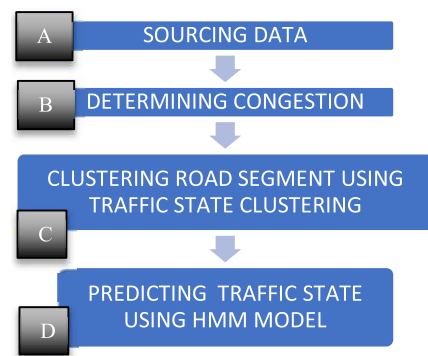 A
SOURCING DATA
B
DETERMINING CONGESTION
CLUSTERING ROAD SEGMENT USING
TRAFFIC STATE CLUSTERING
C
PREDICTING TRAFFIC STATE
USING HMM MODEL
D